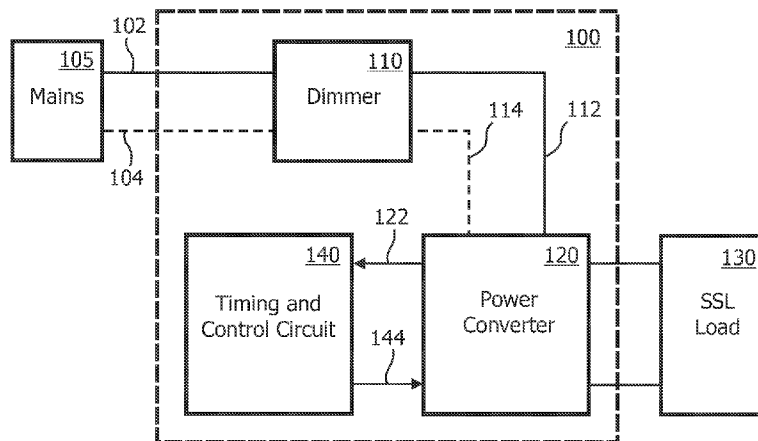 102
100
105
Mains
110
Dimmer
114
112
104
122
140
Timing and
Control Circuit
144
120
Power
Converter
130
SSL
Load